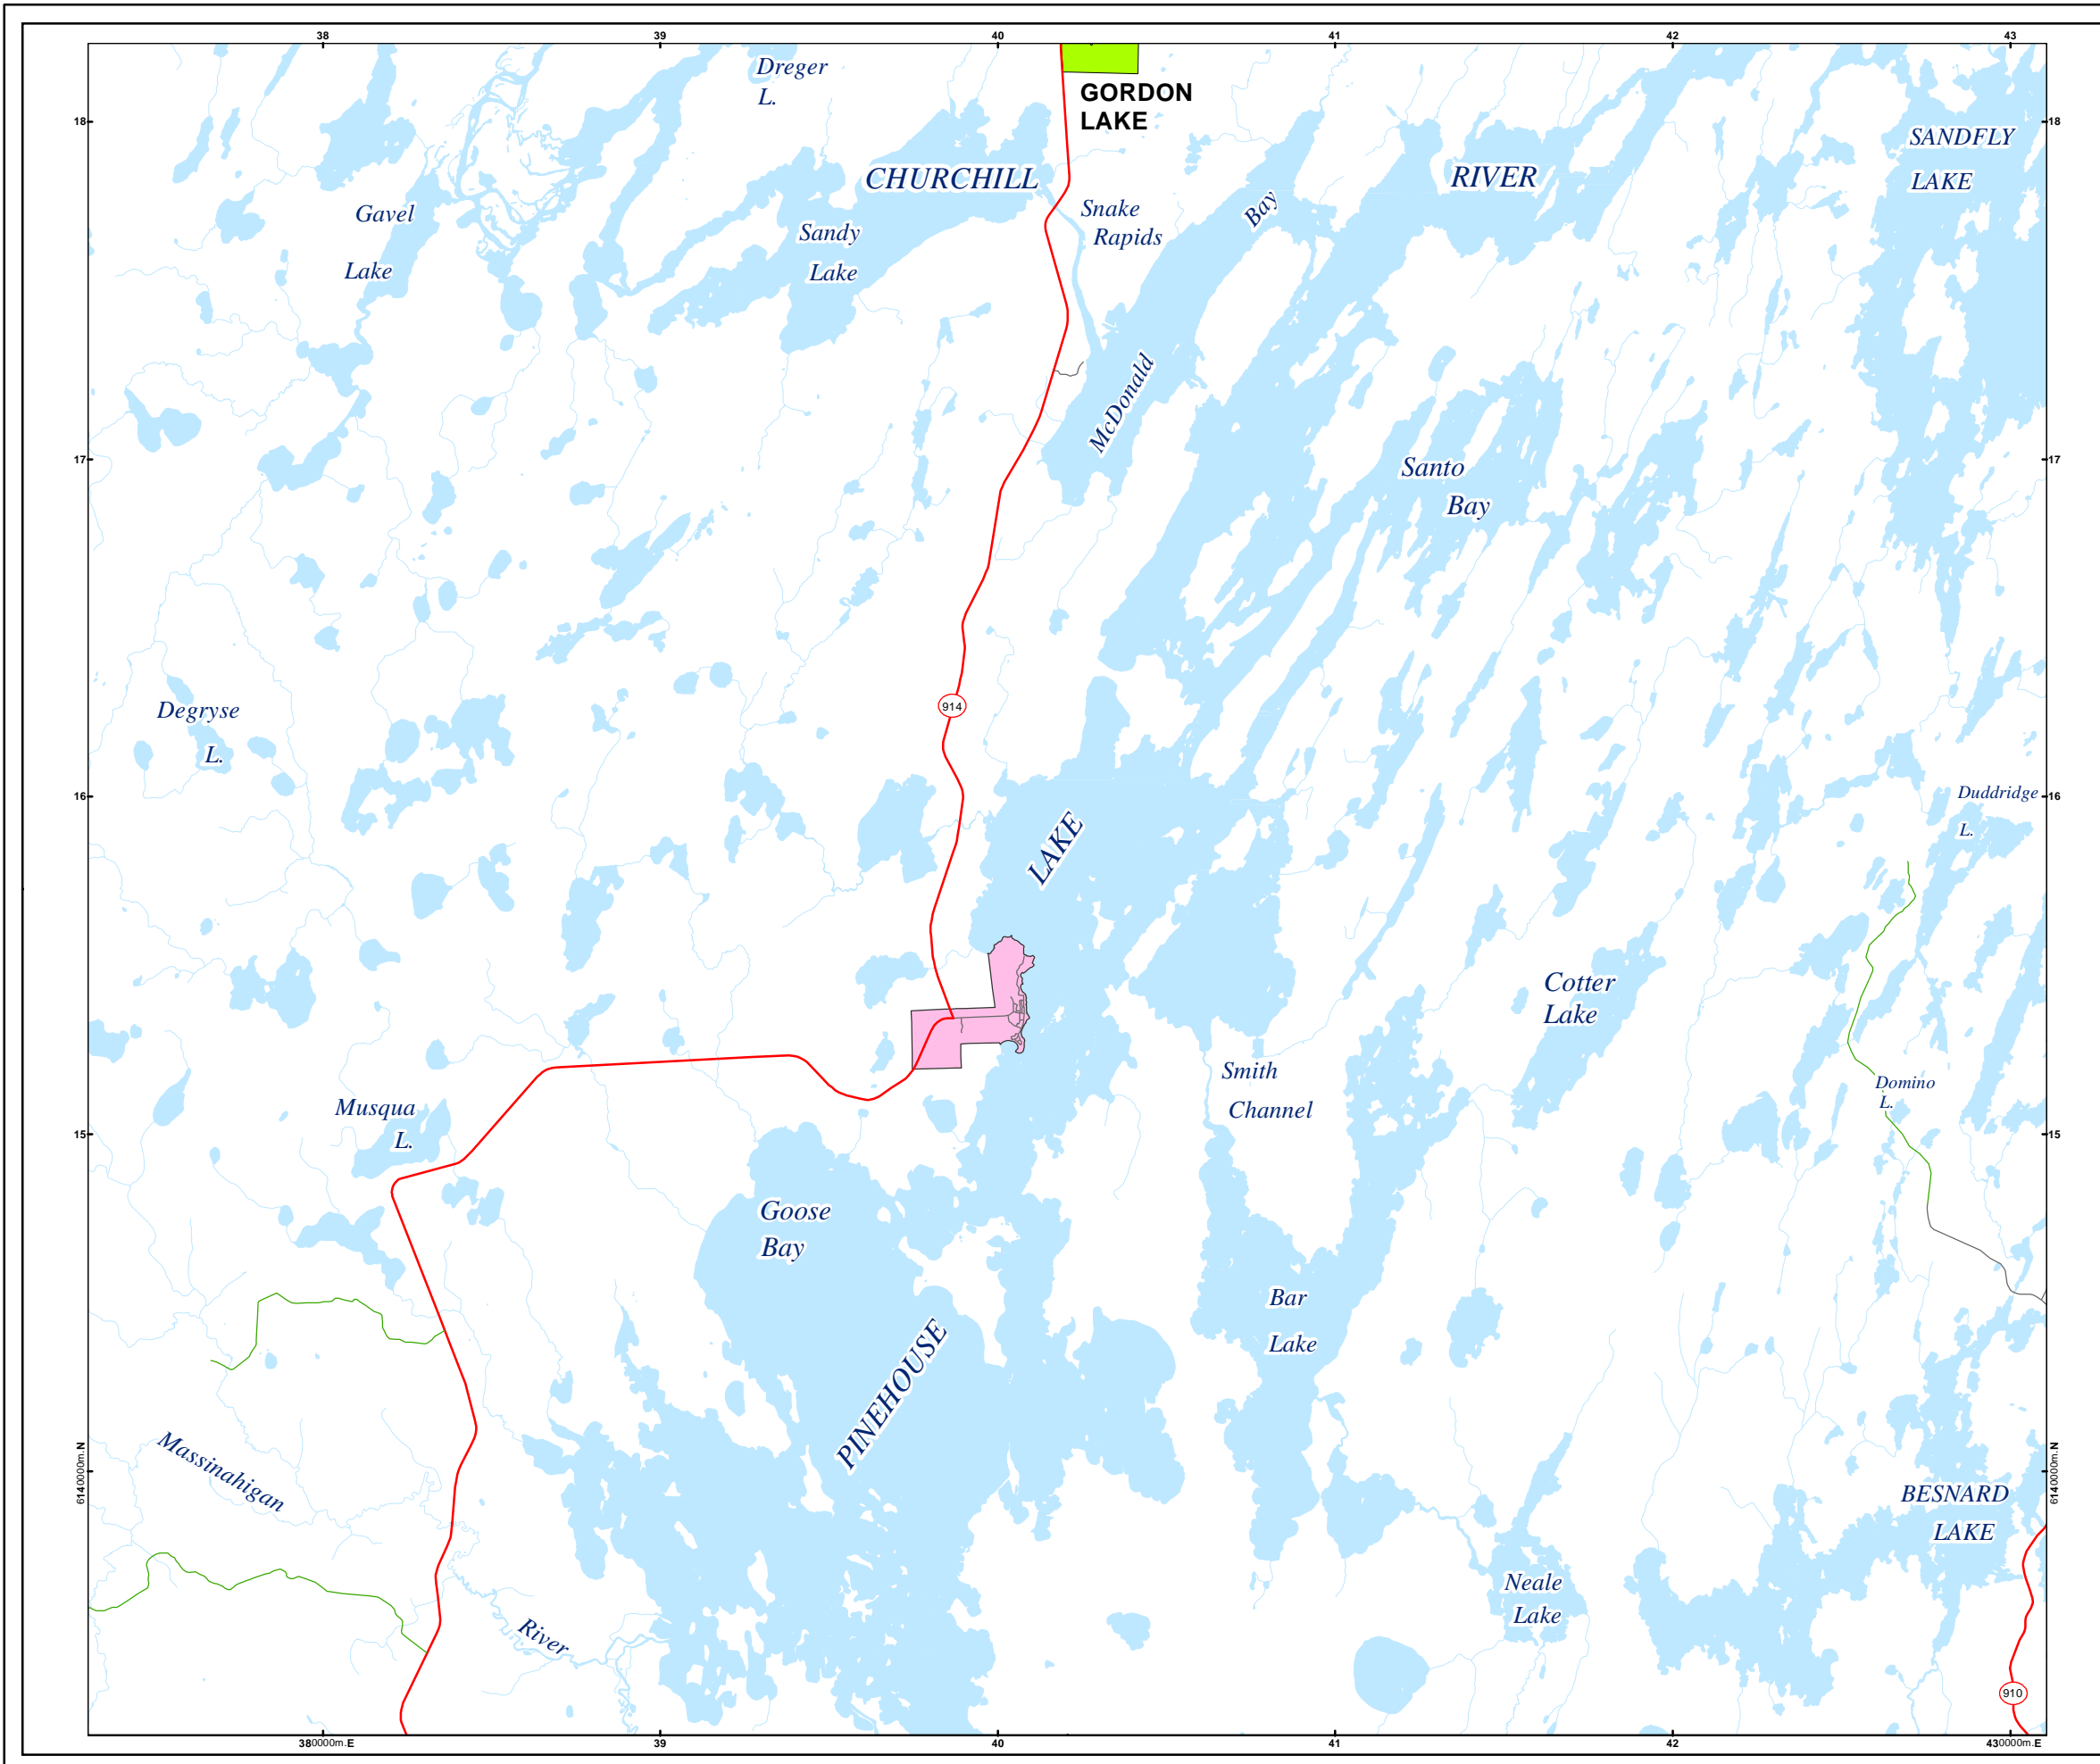 38 39 40 41 42 43
Dreger
L.
GORDON
LAKE
18 18
SANDFLY
LAKE
CHURCHILL RIVER
Gavel
Lake
Sandy
Lake
Snake
Rapids
Bay
McDonald
17 17
Santo
Bay
Degryse
L.
914
16 16
Duddridge
L.
LAKE
Cotter
Lake
Smith
Channel
Domino
L.
Musqua
L.
15 15
Goose
Bay
Bar
Lake
PINEHOUSE
Massinahigan
6140000m.N 6140000m.N
BESNARD
LAKE
Neale
Lake
River
910
380000m.E 39 40 41 42 430000m.E